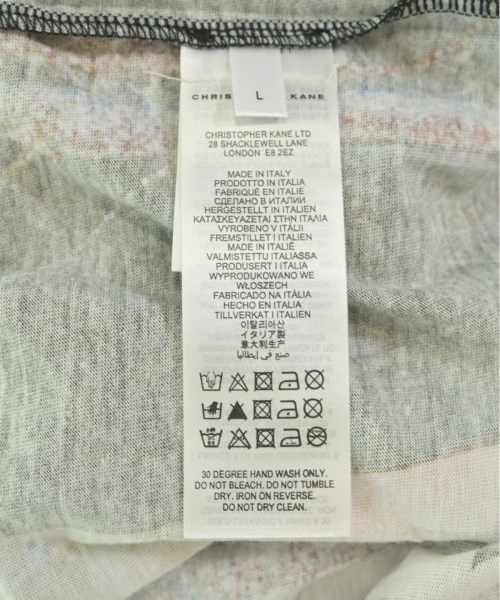 L
CHRIS KANE
CHRISTOPHER KANE LTD
28 SHACKLEWELL LANE
LONDON E8 2EZ
MADE IN ITALY
PRODOTTO IN ITALIA
FABRIQUÉ EN ITALIE
СДЕЛАНО В ИТАЛИИ
HERGESTELLT IN ITALIEN
ΚΑΤΑΣΚΕΥΑΖΕΤΑΙ ΣΤΗΝ ΙΤΑΛΙΑ
VYROBENO V ITÁLII
FREMSTILLET I ITALIEN
MADE IN ITALIË
VALMISTETTU ITALIASSA
PRODUSERT I ITALIA
WYPRODUKOWANO WE
WŁOSZECH
FABRICADO NA ITÁLIA
HECHO EN ITALIA
TILLVERKAT I ITALIEN
이탈리아산
イタリア製
意大利生产
صنع في إيطاليا
30 DEGREE HAND WASH ONLY.
DO NOT BLEACH. DO NOT TUMBLE
DRY. IRON ON REVERSE.
DO NOT DRY CLEAN.